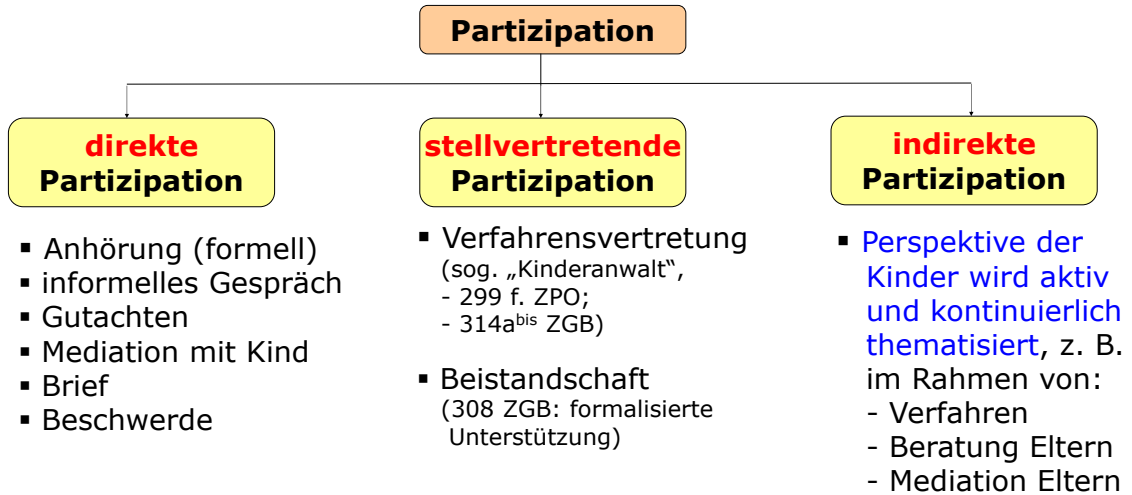 Partizipation
direkte
Partizipation
▪ Anhörung (formell)
▪ informelles Gespräch
▪ Gutachten
▪ Mediation mit Kind
▪ Brief
▪ Beschwerde
stellvertretende
Partizipation
▪ Verfahrensvertretung
(sog. „Kinderanwalt“,
- 299 f. ZPO;
- 314aᵇⁱˢ ZGB)
▪ Beistandschaft
(308 ZGB: formalisierte
Unterstützung)
indirekte
Partizipation
▪ Perspektive der
Kinder wird aktiv
und kontinuierlich
thematisiert, z. B.
im Rahmen von:
- Verfahren
- Beratung Eltern
- Mediation Eltern